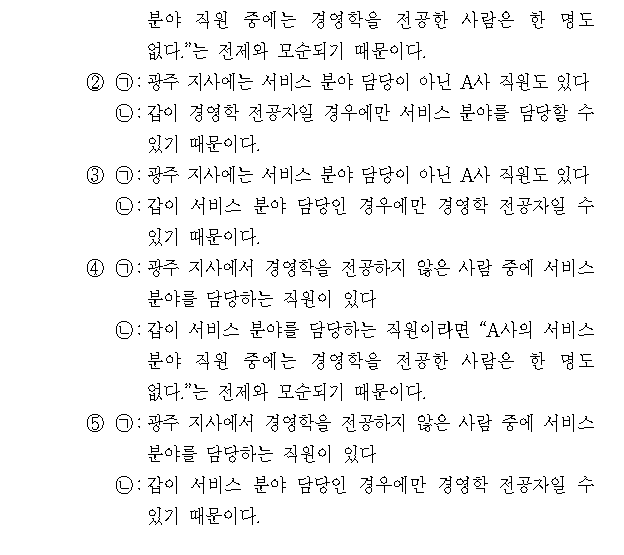 분야 직원 중에는 경영학을 전공한 사람은 한 명도
없다.”는 전제와 모순되기 때문이다.
② ㉠: 광주 지사에는 서비스 분야 담당이 아닌 A사 직원도 있다
㉡: 갑이 경영학 전공자일 경우에만 서비스 분야를 담당할 수
있기 때문이다.
③ ㉠: 광주 지사에는 서비스 분야 담당이 아닌 A사 직원도 있다
㉡: 갑이 서비스 분야 담당인 경우에만 경영학 전공자일 수
있기 때문이다.
④ ㉠: 광주 지사에서 경영학을 전공하지 않은 사람 중에 서비스
분야를 담당하는 직원이 있다
㉡: 갑이 서비스 분야를 담당하는 직원이라면 “A사의 서비스
분야 직원 중에는 경영학을 전공한 사람은 한 명도
없다.”는 전제와 모순되기 때문이다.
⑤ ㉠: 광주 지사에서 경영학을 전공하지 않은 사람 중에 서비스
분야를 담당하는 직원이 있다
㉡: 갑이 서비스 분야 담당인 경우에만 경영학 전공자일 수
있기 때문이다.